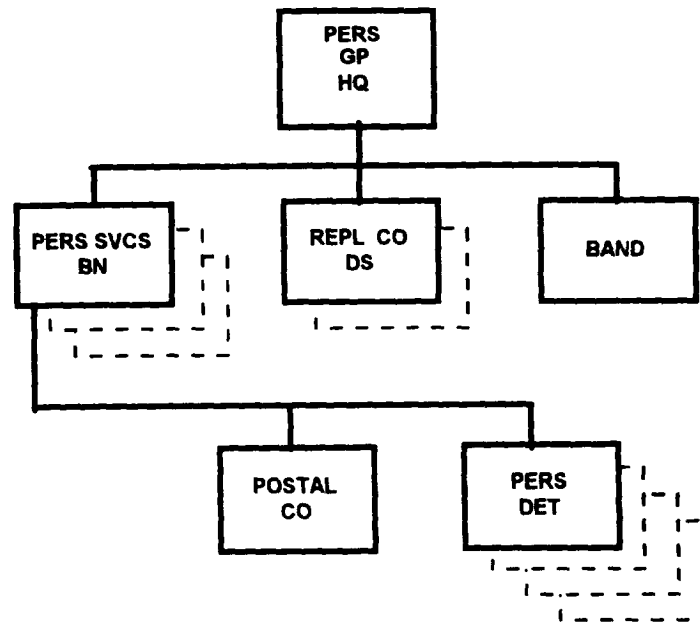 PERS
GP
HQ
PERS SVCS
BN
REPL CO
DS
BAND
POSTAL
CO
PERS
DET